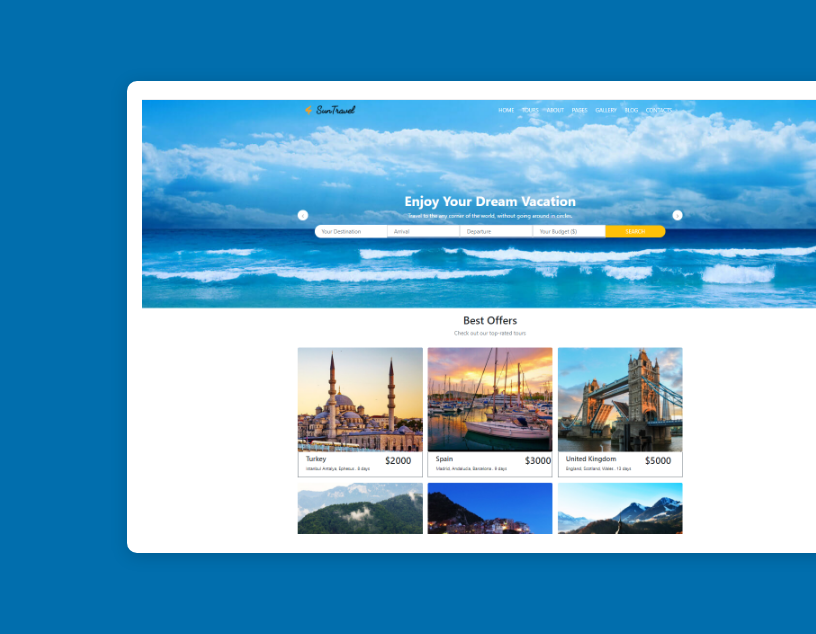 SunTravel
HOME TOURS ABOUT PAGES GALLERY BLOG CONTACTS
Enjoy Your Dream Vacation
Travel to the any corner of the world, without going around in circles.
Your Destination Arrival Departure Your Budget ($) SEARCH
Best Offers
Check out our top-rated tours
Turkey $2000 Spain $3000 United Kingdom $5000
Istanbul, Antalya, Ephesus . 8 days Madrid, Andalucia, Barcelona . 9 days England, Scotland, Wales . 13 days